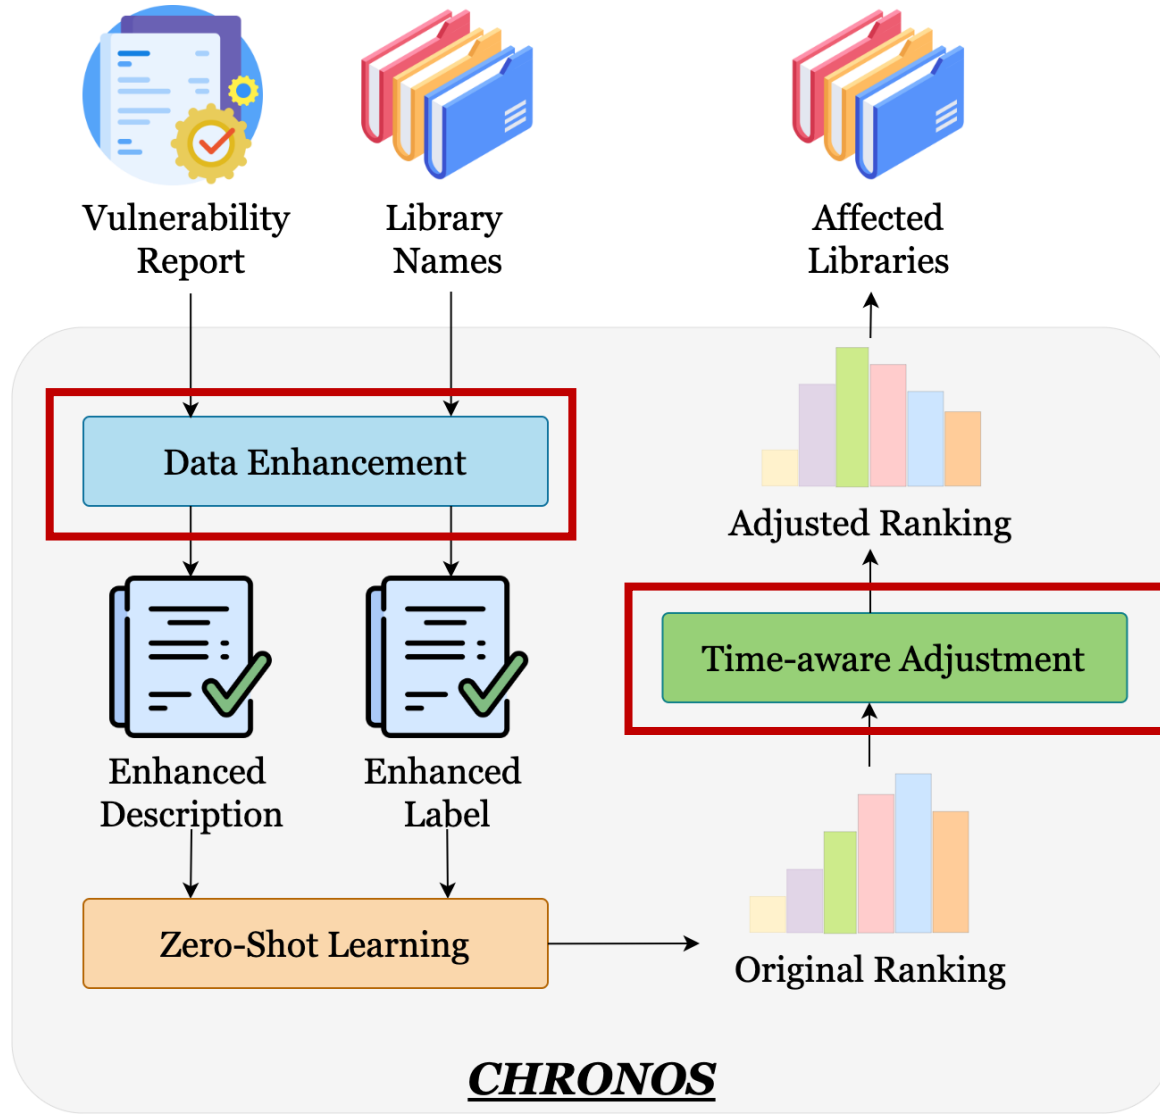 Vulnerability
Report
Library
Names
Affected
Libraries
Data Enhancement
Adjusted Ranking
Time-aware Adjustment
Enhanced
Description
Enhanced
Label
Zero-Shot Learning
Original Ranking
CHRONOS